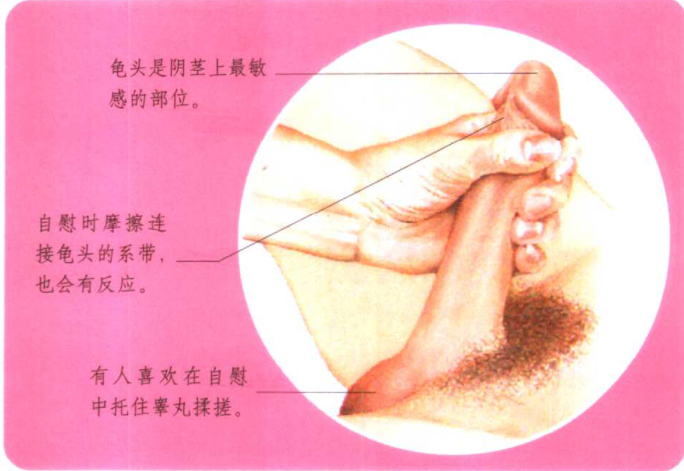 龟头是阴茎上最敏
感的部位。
自慰时摩擦连
接龟头的系带，
也会有反应。
有人喜欢在自慰
中托住睾丸揉搓。